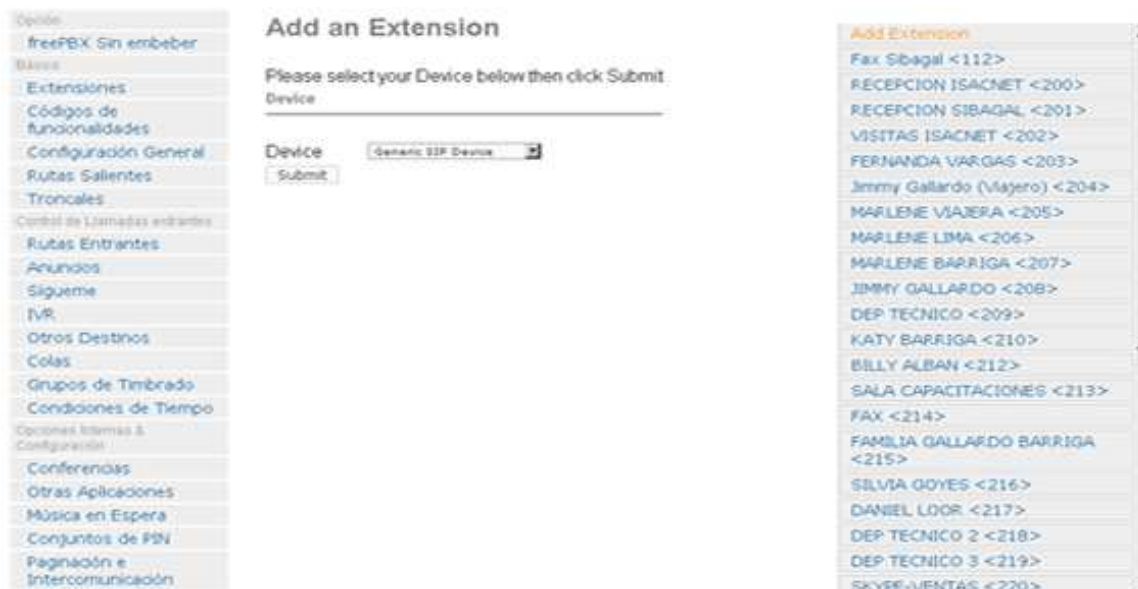 Opción
freePBX Sin embeber
Básico
Extensiones
Códigos de
funcionalidades
Configuración General
Rutas Salientes
Troncales
Control de Llamadas entrantes
Rutas Entrantes
Anuncios
Sígueme
IVR
Otros Destinos
Colas
Grupos de Timbrado
Condiciones de Tiempo
Opciones Internas &
Configuración
Conferencias
Otras Aplicaciones
Música en Espera
Conjuntos de PIN
Paginación e
Intercomunicación
Add an Extension
Please select your Device below then click Submit
Device
Device Generic SIP Device
Submit
Add Extension
Fax Sibagal <112>
RECEPCION ISACNET <200>
RECEPCION SIBAGAL <201>
VISITAS ISACNET <202>
FERNANDA VARGAS <203>
Jimmy Gallardo (Viajero) <204>
MARLENE VIAJERA <205>
MARLENE LIMA <206>
MARLENE BARRIGA <207>
JIMMY GALLARDO <208>
DEP TECNICO <209>
KATY BARRIGA <210>
BILLY ALBAN <212>
SALA CAPACITACIONES <213>
FAX <214>
FAMILIA GALLARDO BARRIGA
<215>
SILVIA GOYES <216>
DANIEL LOOR <217>
DEP TECNICO 2 <218>
DEP TECNICO 3 <219>
SKYPE-VENTAS <220>